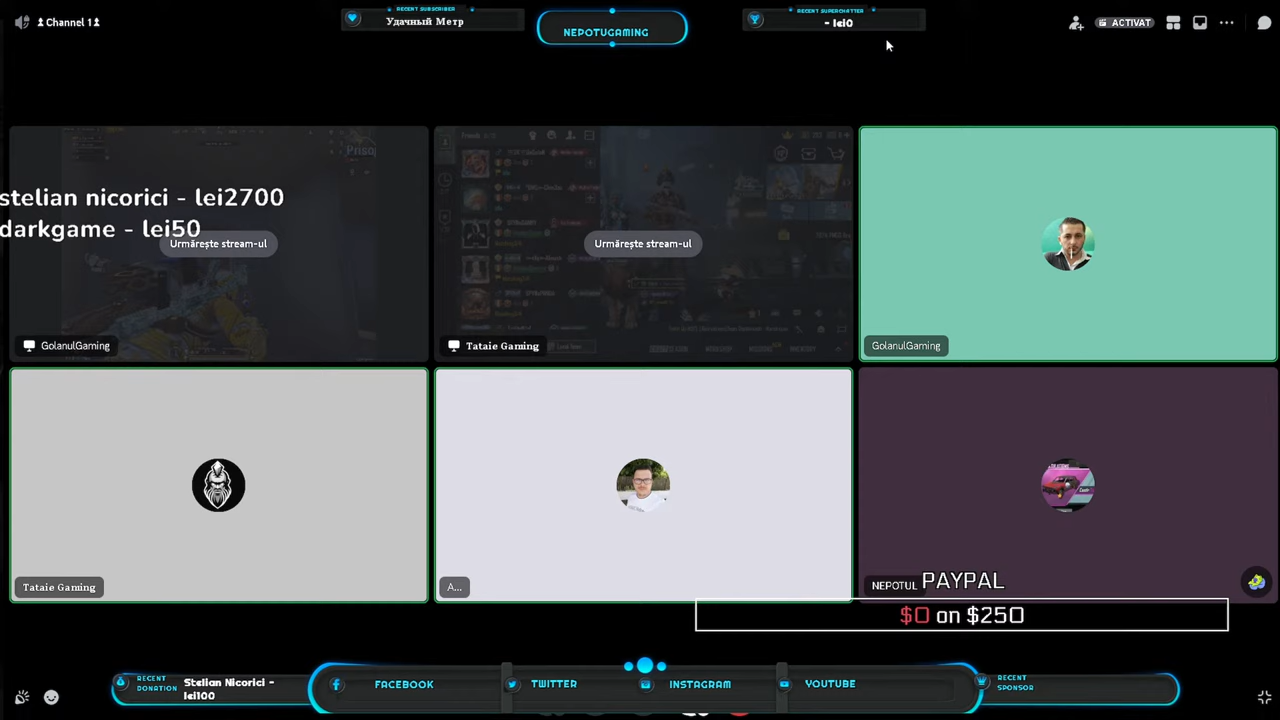 Channel 1
RECENT SUBSCRIBER
Удачный Метр
NEPOTUGAMING
RECENT SUPERCHATTER
- lei0
ACTIVAT
stelian nicorici - lei2700
darkgame - lei50
Urmărește stream-ul
Urmărește stream-ul
GolanulGaming
Tataie Gaming
GolanulGaming
Tataie Gaming
A...
NEPOTUL
PAYPAL
$0 on $250
RECENT DONATION
Stelian Nicorici -
lei100
FACEBOOK
TWITTER
INSTAGRAM
YOUTUBE
RECENT
SPONSOR